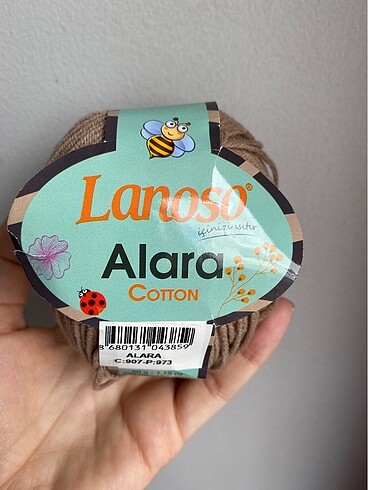 Lanoso®
içinizi ısıtır
Alara
COTTON
8 680131 043859
ALARA
C:907-P:973